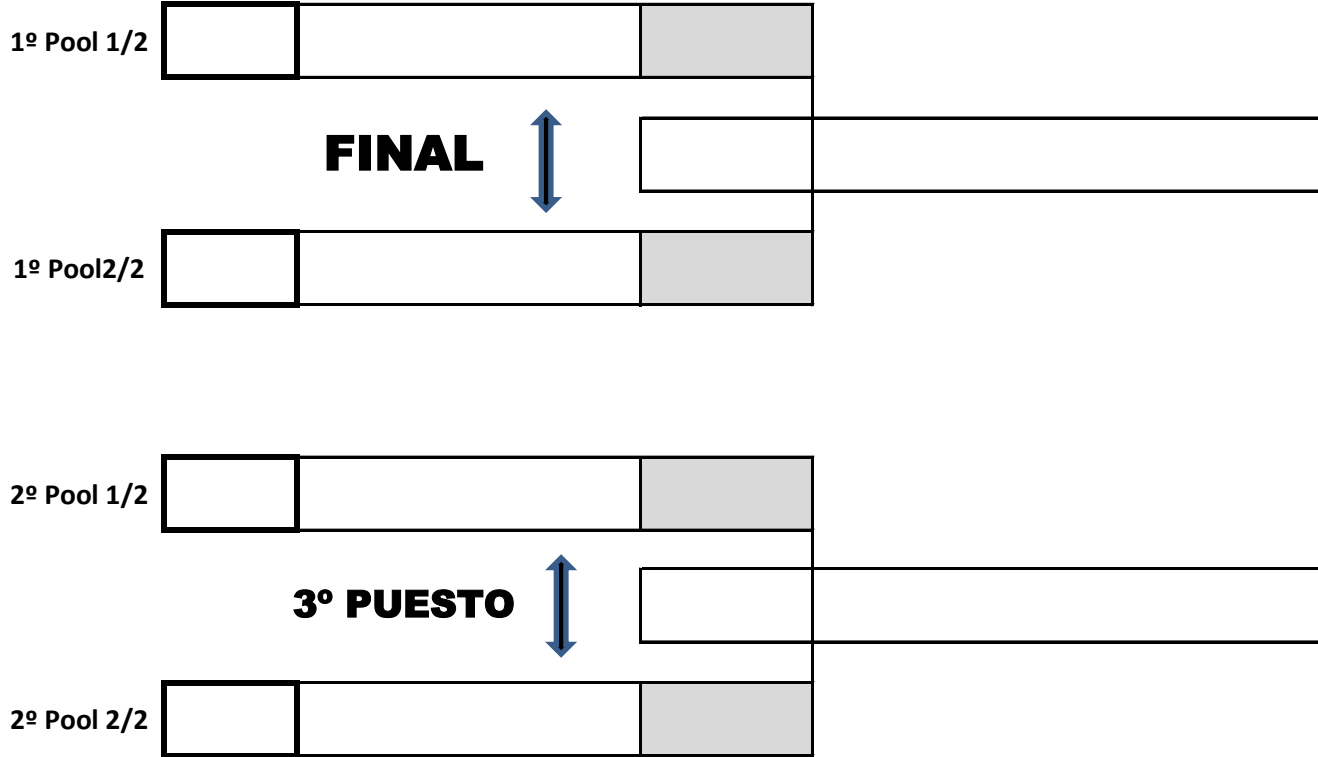 1º Pool 1/2
FINAL
1º Pool2/2
2º Pool 1/2
3º PUESTO
2º Pool 2/2